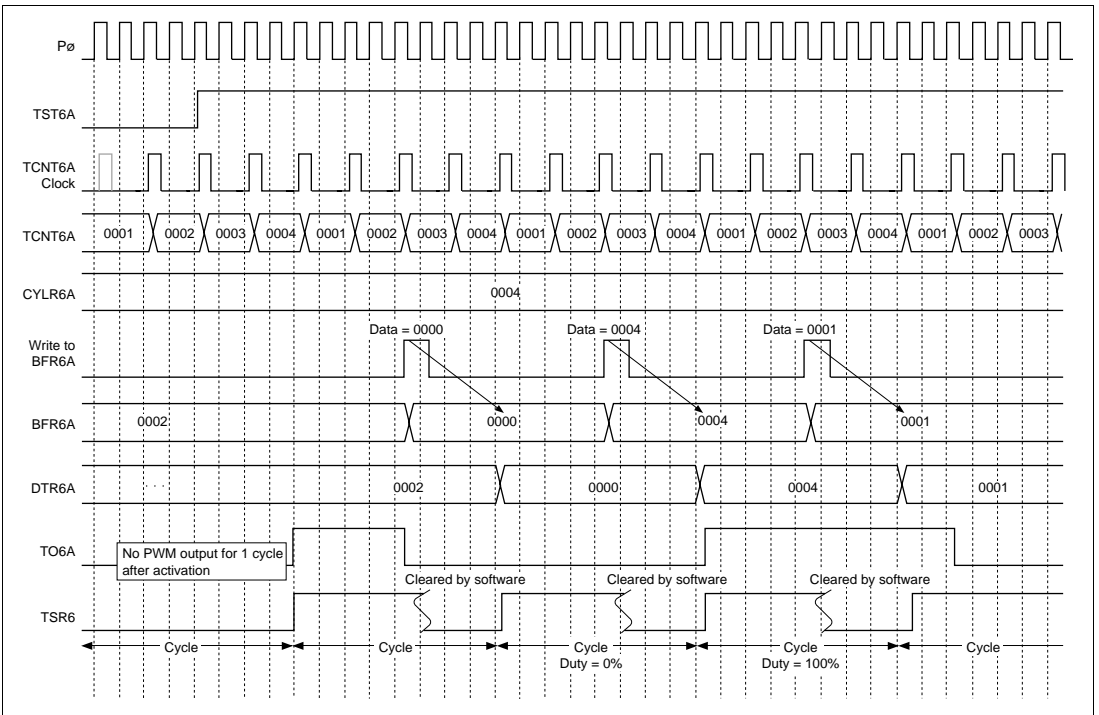 Pø
TST6A
TCNT6A
Clock
TCNT6A
0001 0002 0003 0004 0001 0002 0003 0004 0001 0002 0003 0004 0001 0002 0003 0004 0001 0002 0003
CYLR6A
0004
Data = 0000 Data = 0004 Data = 0001
Write to
BFR6A
BFR6A
0002 0000 0004 0001
DTR6A
· · · 0002 0000 0004 0001
TO6A
No PWM output for 1 cycle
after activation
Cleared by software Cleared by software Cleared by software
TSR6
Cycle Cycle Cycle Cycle Cycle
Duty = 0% Duty = 100%